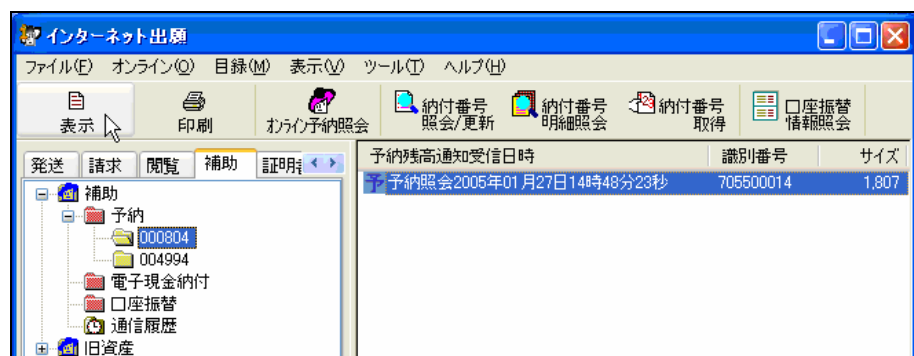 インターネット出願
ファイル(F) オンライン(O) 目録(M) 表示(V) ツール(T) ヘルプ(H)
表示 印刷 オンライン予納照会 納付番号照会/更新 納付番号明細照会 納付番号取得 口座振替情報照会
発送 請求 閲覧 補助
予納残高通知受信日時 識別番号 サイズ
予 予納照会2005年01月27日14時48分23秒 705500014 1,807
補助
予納
000804
004994
電子現金納付
口座振替
通信履歴
旧資産